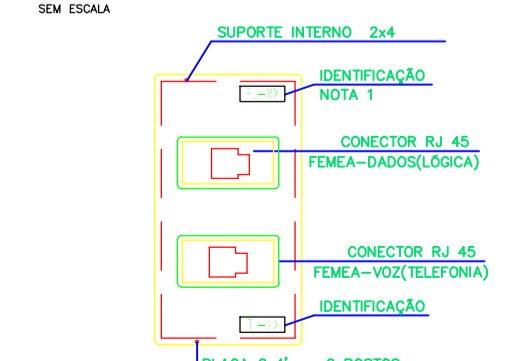 SEM ESCALA
SUPORTE INTERNO 2x4
IDENTIFICAÇÃO
NOTA 1
CONECTOR RJ 45
FEMEA-DADOS(LÓGICA)
CONECTOR RJ 45
FEMEA-VOZ(TELEFONIA)
IDENTIFICAÇÃO